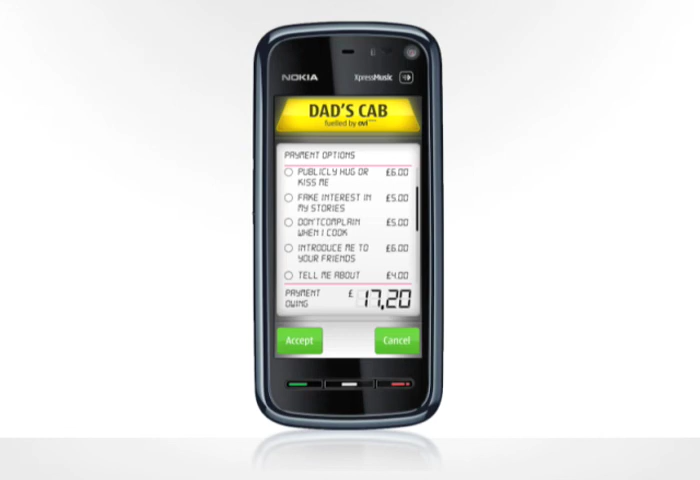 NOKIA XpressMusic
DAD'S CAB
fuelled by ovi
PAYMENT OPTIONS
PUBLICLY HUG OR £6.00
KISS ME
FAKE INTEREST IN £5.00
MY STORIES
DON'TCOMPLAIN £5.00
WHEN I COOK
INTRODUCE ME TO £6.00
YOUR FRIENDS
TELL ME ABOUT £4.00
PAYMENT £ 17,20
OWING
Accept Cancel